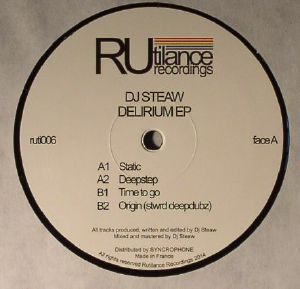 RUtilance
recordings
DJ STEAW
DELIRIUM EP
ruti006
face A
A1 Static
A2 Deepstep
B1 Time to go
B2 Origin (stwrd deepdubz)
All tracks produced, written and edited by Dj Steaw
Mixed and mastered by Dj Steaw
Distributed by SYNCROPHONE
Made in France
All rights reserved Rutilance Recordings 2014